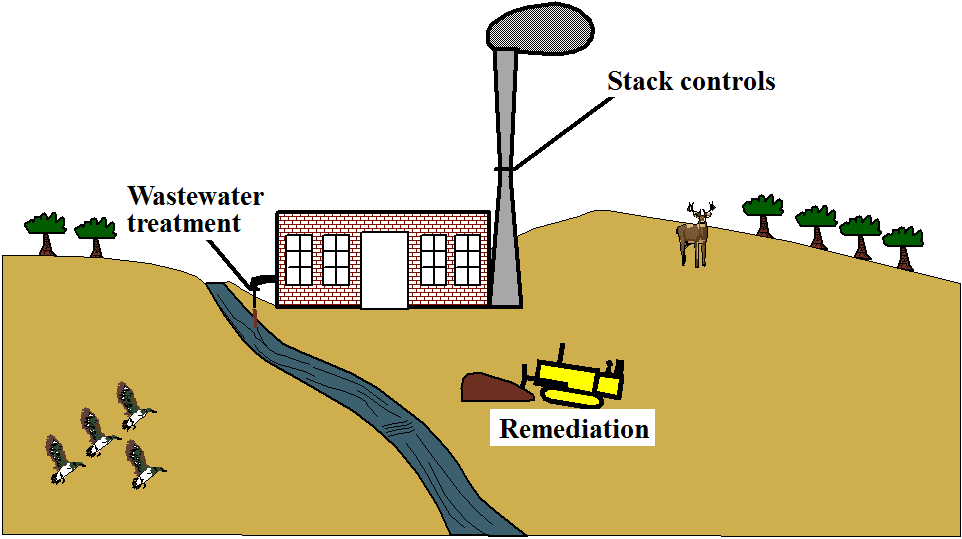 Stack controls
Wastewater
treatment
Remediation